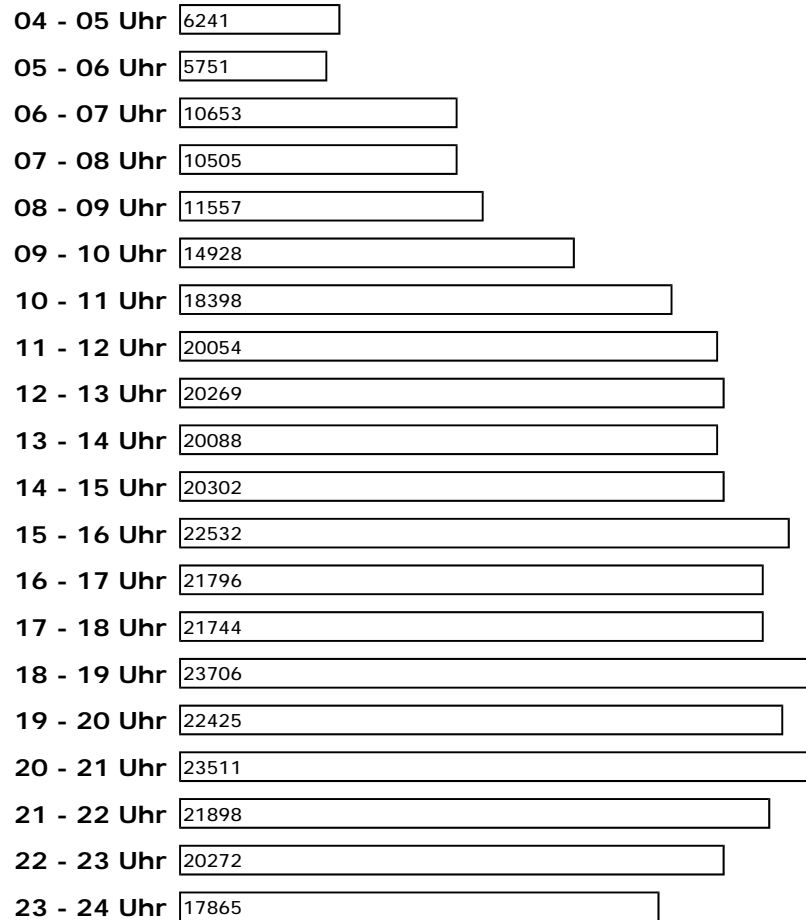 04 - 05 Uhr 6241
05 - 06 Uhr 5751
06 - 07 Uhr 10653
07 - 08 Uhr 10505
08 - 09 Uhr 11557
09 - 10 Uhr 14928
10 - 11 Uhr 18398
11 - 12 Uhr 20054
12 - 13 Uhr 20269
13 - 14 Uhr 20088
14 - 15 Uhr 20302
15 - 16 Uhr 22532
16 - 17 Uhr 21796
17 - 18 Uhr 21744
18 - 19 Uhr 23706
19 - 20 Uhr 22425
20 - 21 Uhr 23511
21 - 22 Uhr 21898
22 - 23 Uhr 20272
23 - 24 Uhr 17865